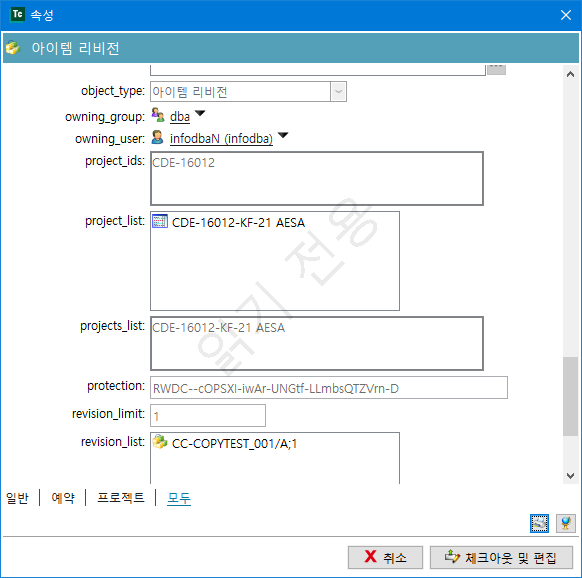 Tc 속성
아이템 리비전
object_type: 아이템 리비전
owning_group: dba
owning_user: infodbaN (infodba)
project_ids: CDE-16012
project_list: CDE-16012-KF-21 AESA
projects_list: CDE-16012-KF-21 AESA
protection: RWDC--cOPSXI-iwAr-UNGtf-LLmbsQTZVrn-D
revision_limit: 1
revision_list: CC-COPYTEST_001/A;1
읽기 전용
일반 예약 프로젝트 모두
취소 체크아웃 및 편집